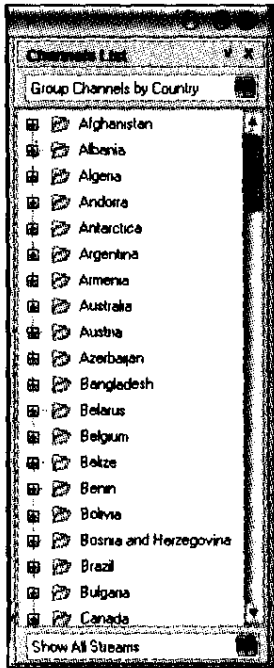 Channels List
Group Channels by Country
Afghanistan
Albania
Algeria
Andorra
Antarctica
Argentina
Armenia
Australia
Austria
Azerbaijan
Bangladesh
Belarus
Belgium
Belize
Benin
Bolivia
Bosnia and Herzegovina
Brazil
Bulgaria
Canada
Show All Streams